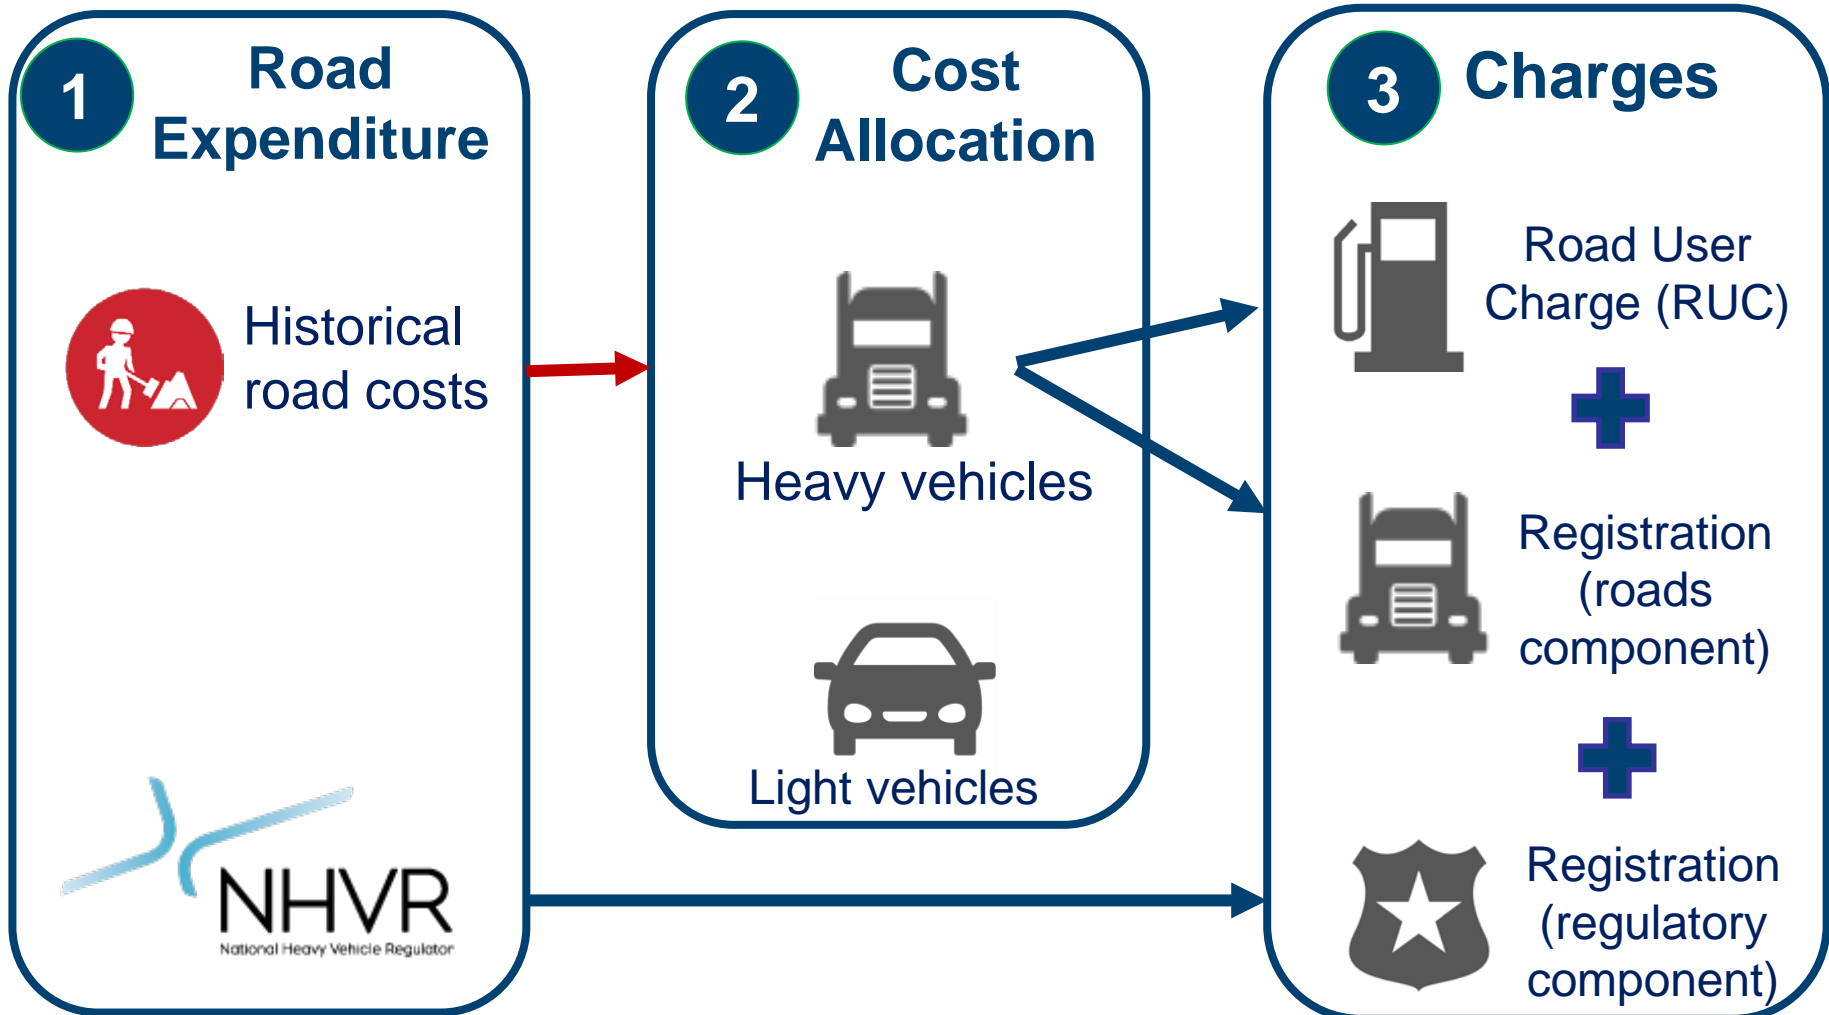 1
Road
Expenditure
Historical
road costs
NHVR
National Heavy Vehicle Regulator
2
Cost
Allocation
Heavy vehicles
Light vehicles
3
Charges
Road User
Charge (RUC)
Registration
(roads
component)
Registration
(regulatory
component)